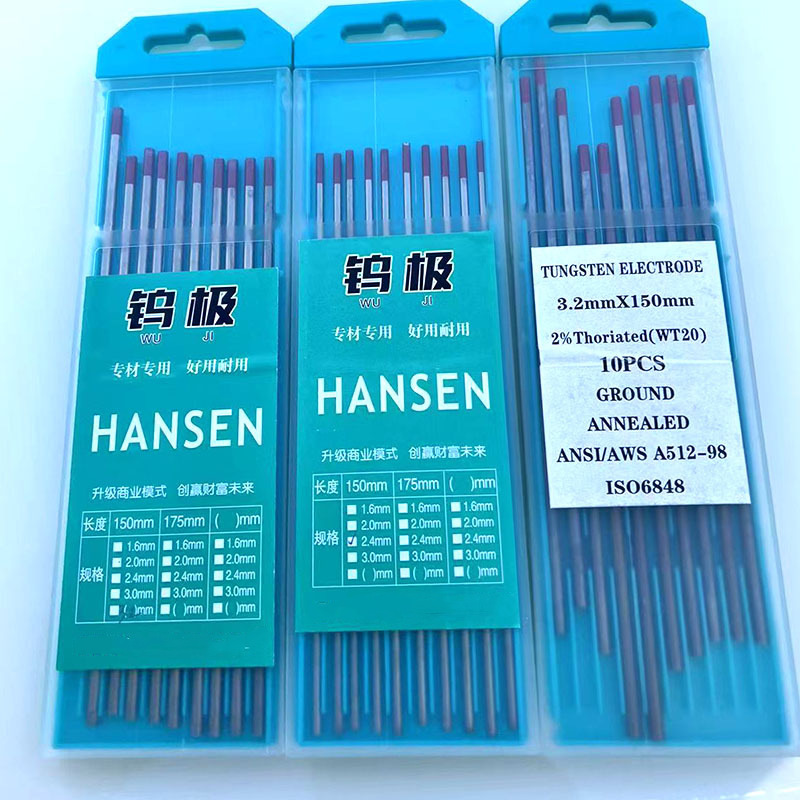 钨极
WU JI
专材专用 好用耐用
HANSEN
升级商业模式 创赢财富未来
长度 150mm 175mm ( )mm
规格
1.6mm 1.6mm 1.6mm
2.0mm 2.0mm 2.0mm
2.4mm 2.4mm 2.4mm
3.0mm 3.0mm 3.0mm
( )mm ( )mm ( )mm
钨极
WU JI
专材专用 好用耐用
HANSEN
升级商业模式 创赢财富未来
长度 150mm 175mm ( )mm
规格
1.6mm 1.6mm 1.6mm
2.0mm 2.0mm 2.0mm
2.4mm 2.4mm 2.4mm
3.0mm 3.0mm 3.0mm
( )mm ( )mm ( )mm
TUNGSTEN ELECTRODE
3.2mmX150mm
2%Thoriated(WT20)
10PCS
GROUND
ANNEALED
ANSI/AWS A512-98
ISO6848